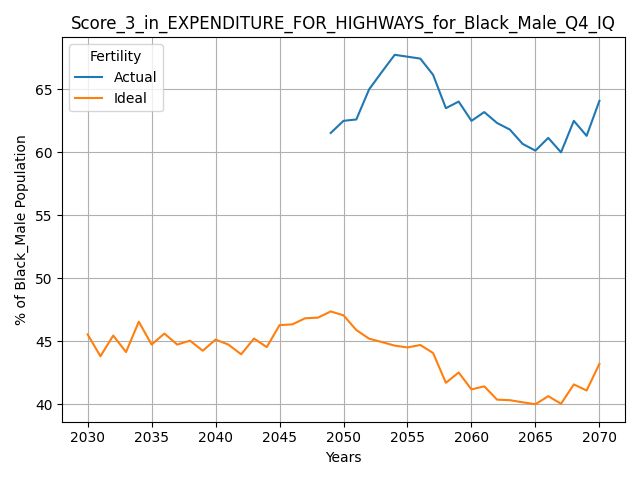 Score_3_in_EXPENDITURE_FOR_HIGHWAYS_for_Black_Male_Q4_IQ
Fertility
Actual
Ideal
% of Black_Male Population
65
60
55
50
45
40
2030 2035 2040 2045 2050 2055 2060 2065 2070
Years